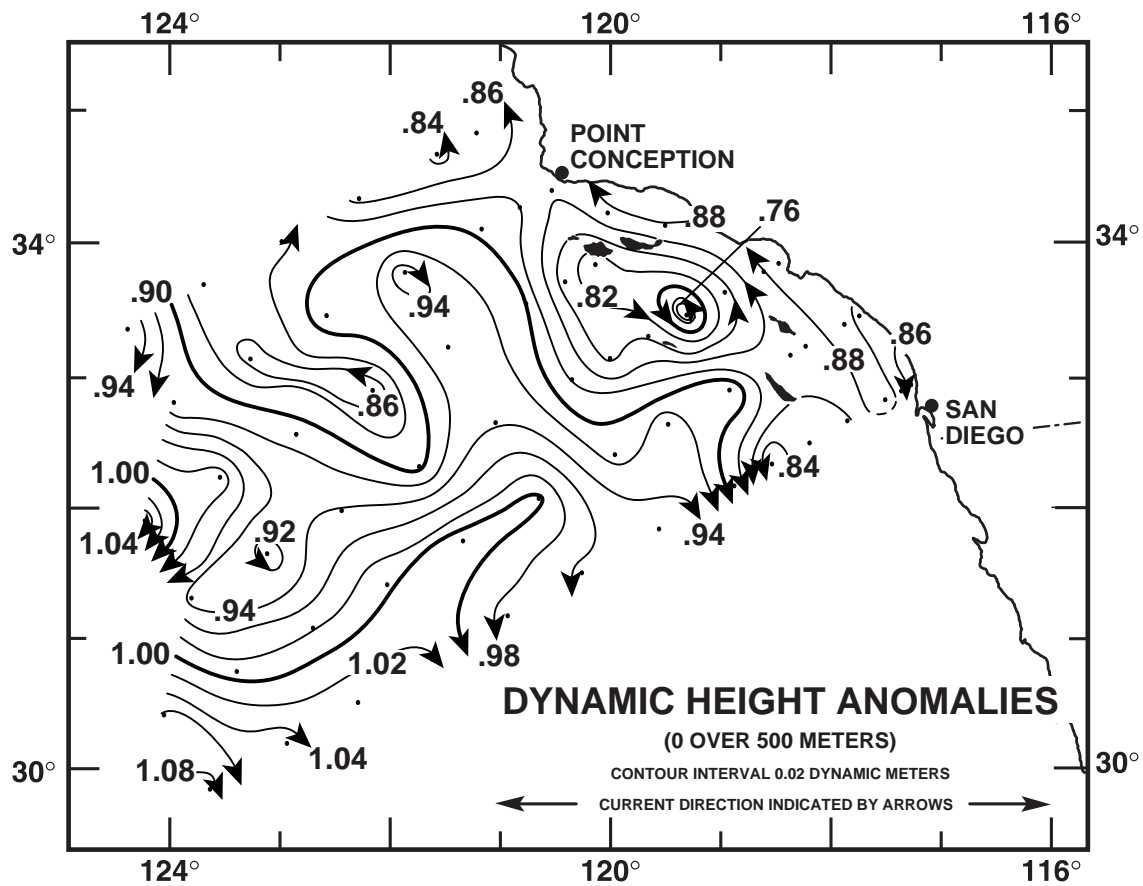 124° 120° 116°
.86
.84
POINT
CONCEPTION
.88 .76
34° 34°
.90
.82
.94
.86
.88
.94
.86
SAN
DIEGO
1.00
.84
1.04
.92
.94
.94
1.00
1.02
.98
DYNAMIC HEIGHT ANOMALIES
(0 OVER 500 METERS)
1.04
1.08
30° 30°
CONTOUR INTERVAL 0.02 DYNAMIC METERS
CURRENT DIRECTION INDICATED BY ARROWS
124° 120° 116°